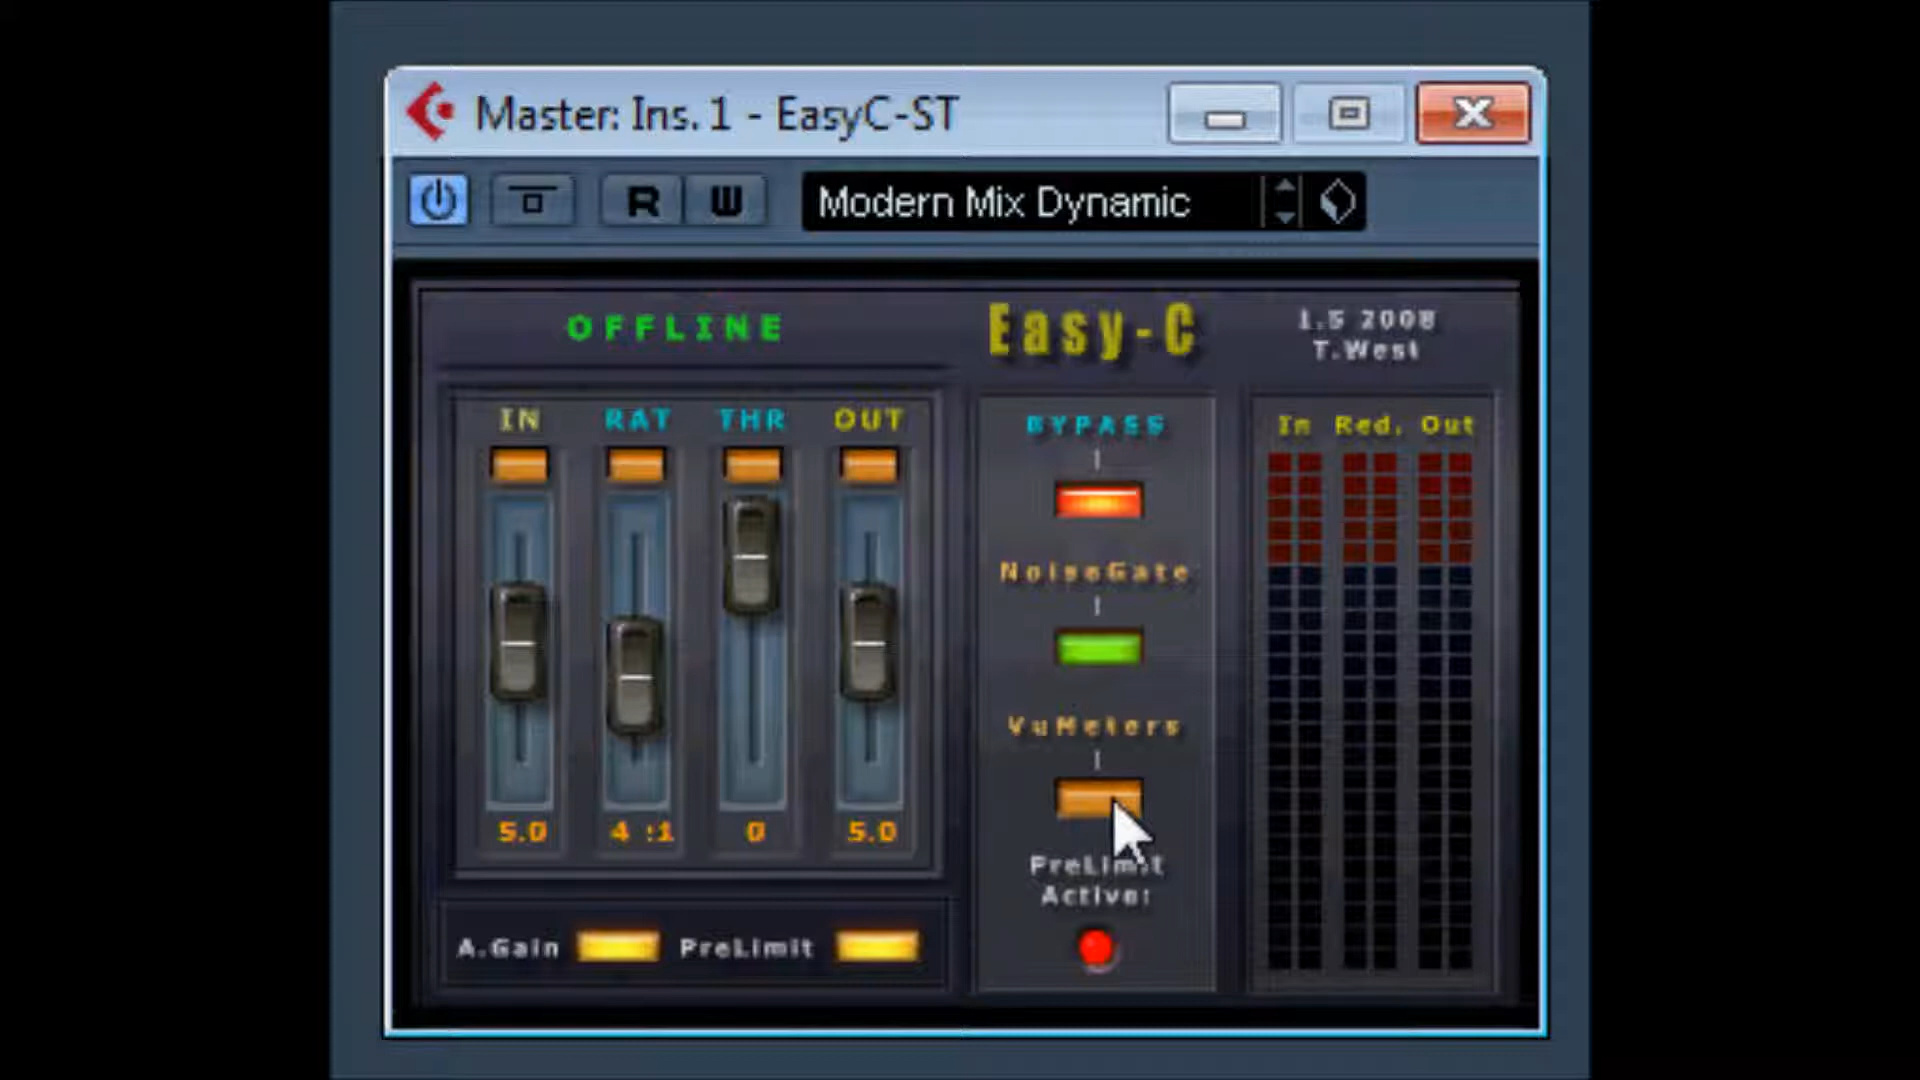 Master: Ins. 1 - EasyC-ST
R W Modern Mix Dynamic
OFFLINE
Easy-C
1.5 2008
T.West
IN RAT THR OUT
BYPASS
In Red. Out
NoiseGate
VuMeters
5.0 4 :1 0 5.0
PreLimit
Active:
A.Gain PreLimit